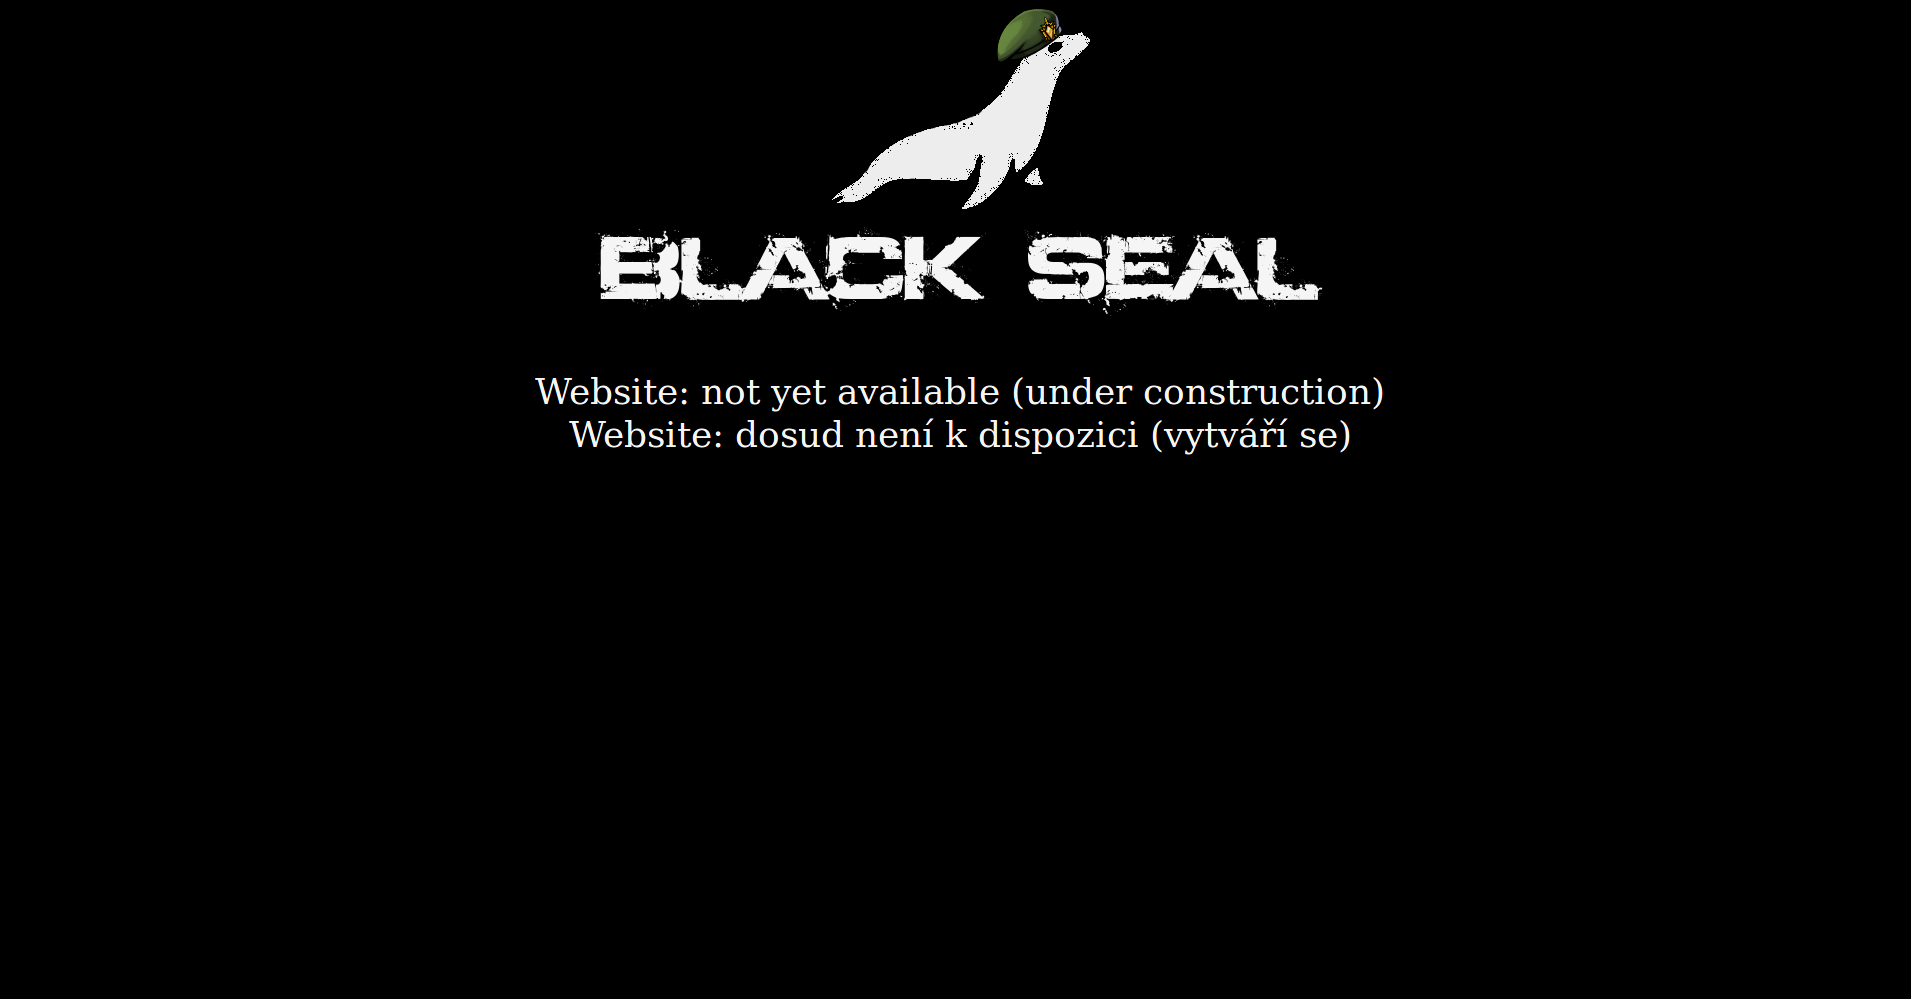 BLACK SEAL
Website: not yet available (under construction)
Website: dosud není k dispozici (vytváří se)